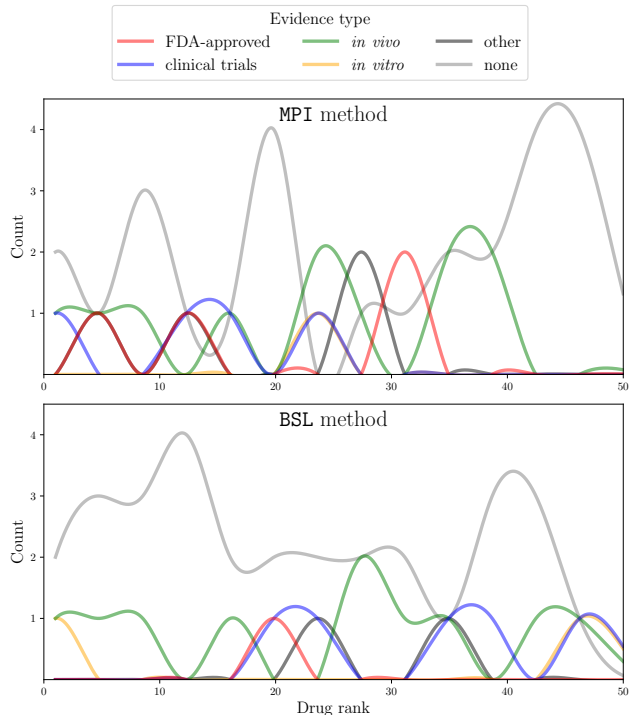 Evidence type
FDA-approved
in vivo
other
clinical trials
in vitro
none
MPI method
Count
4
3
2
1
0
10
20
30
40
50
BSL method
Count
4
3
2
1
0
10
20
30
40
50
Drug rank